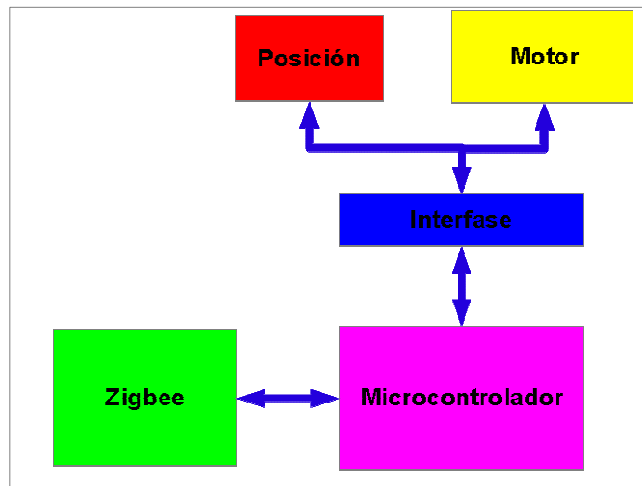 Posición
Motor
Interfase
Zigbee
Microcontrolador